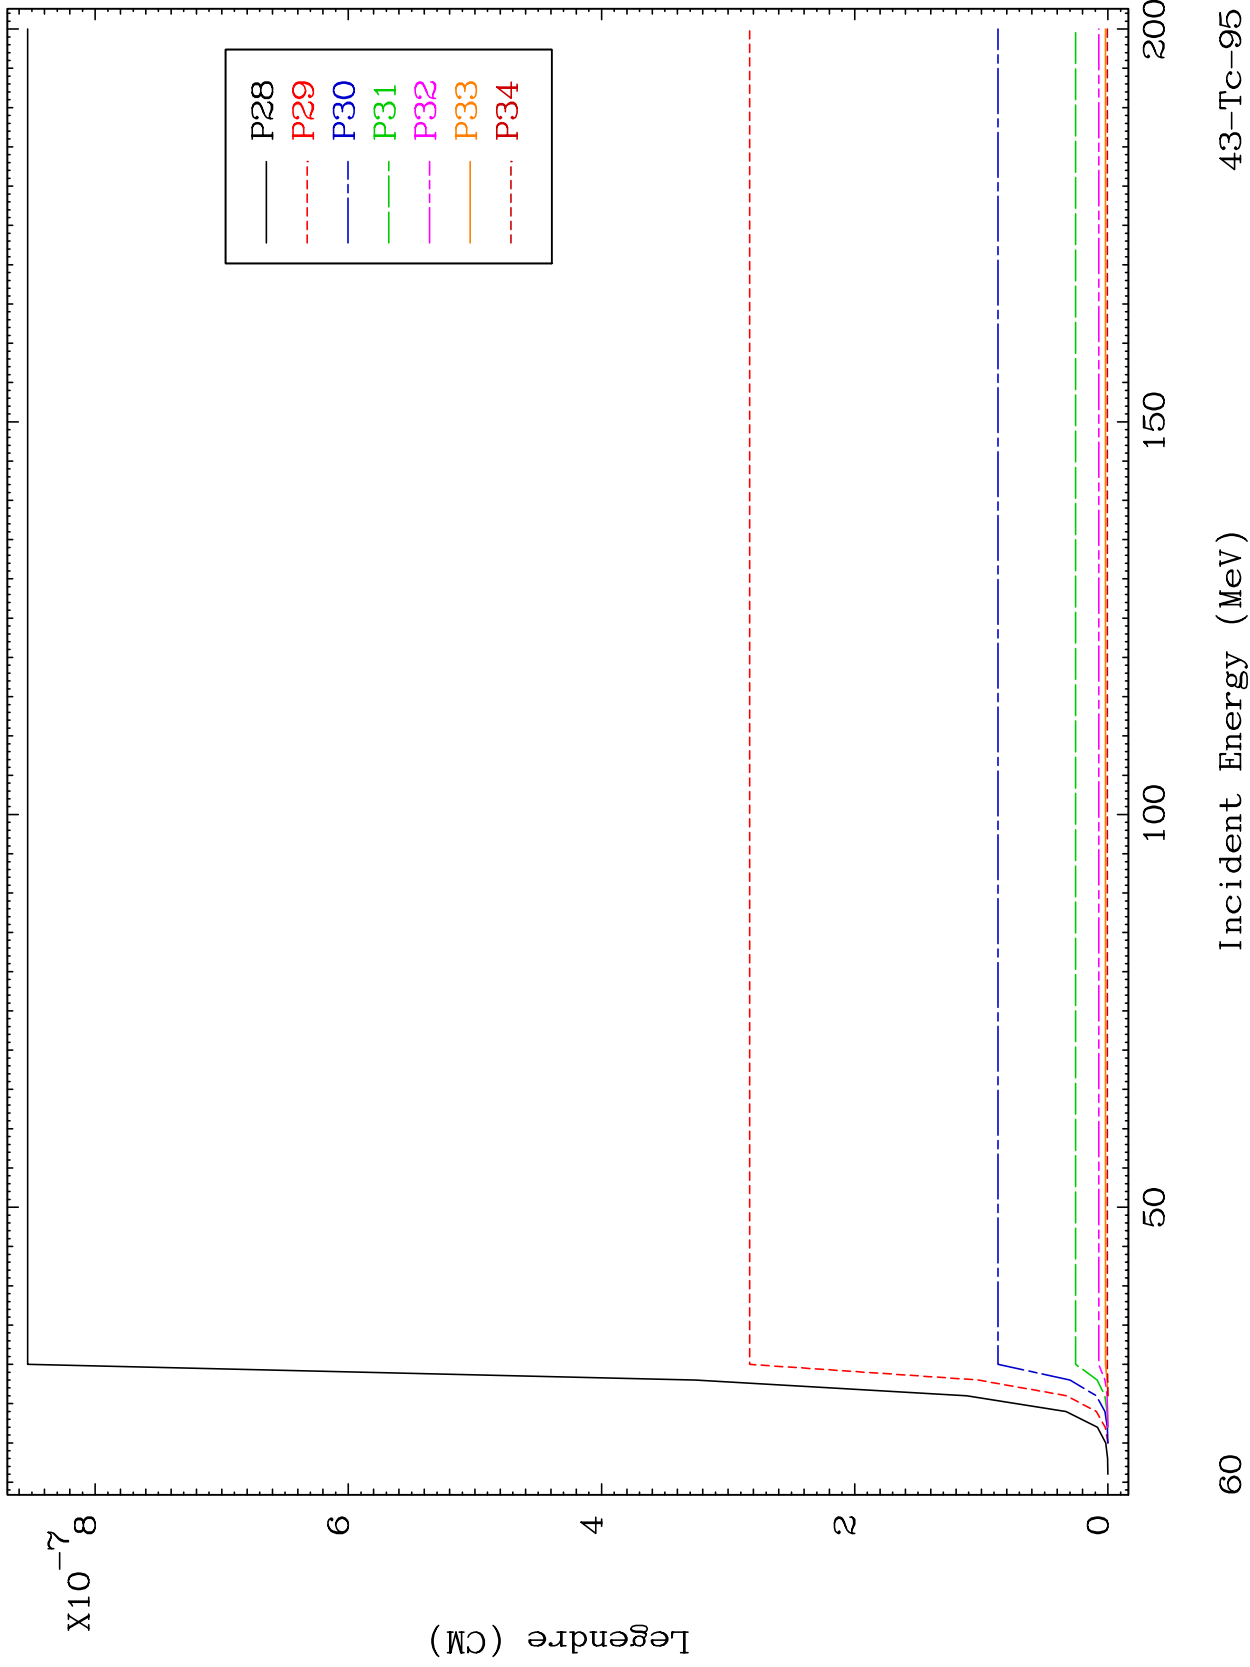 X10-7
8
6
4
2
0
Legendre (CM)
P28
P29
P30
P31
P32
P33
P34
50
100
150
200
Incident Energy (MeV)
60
43-Tc-95